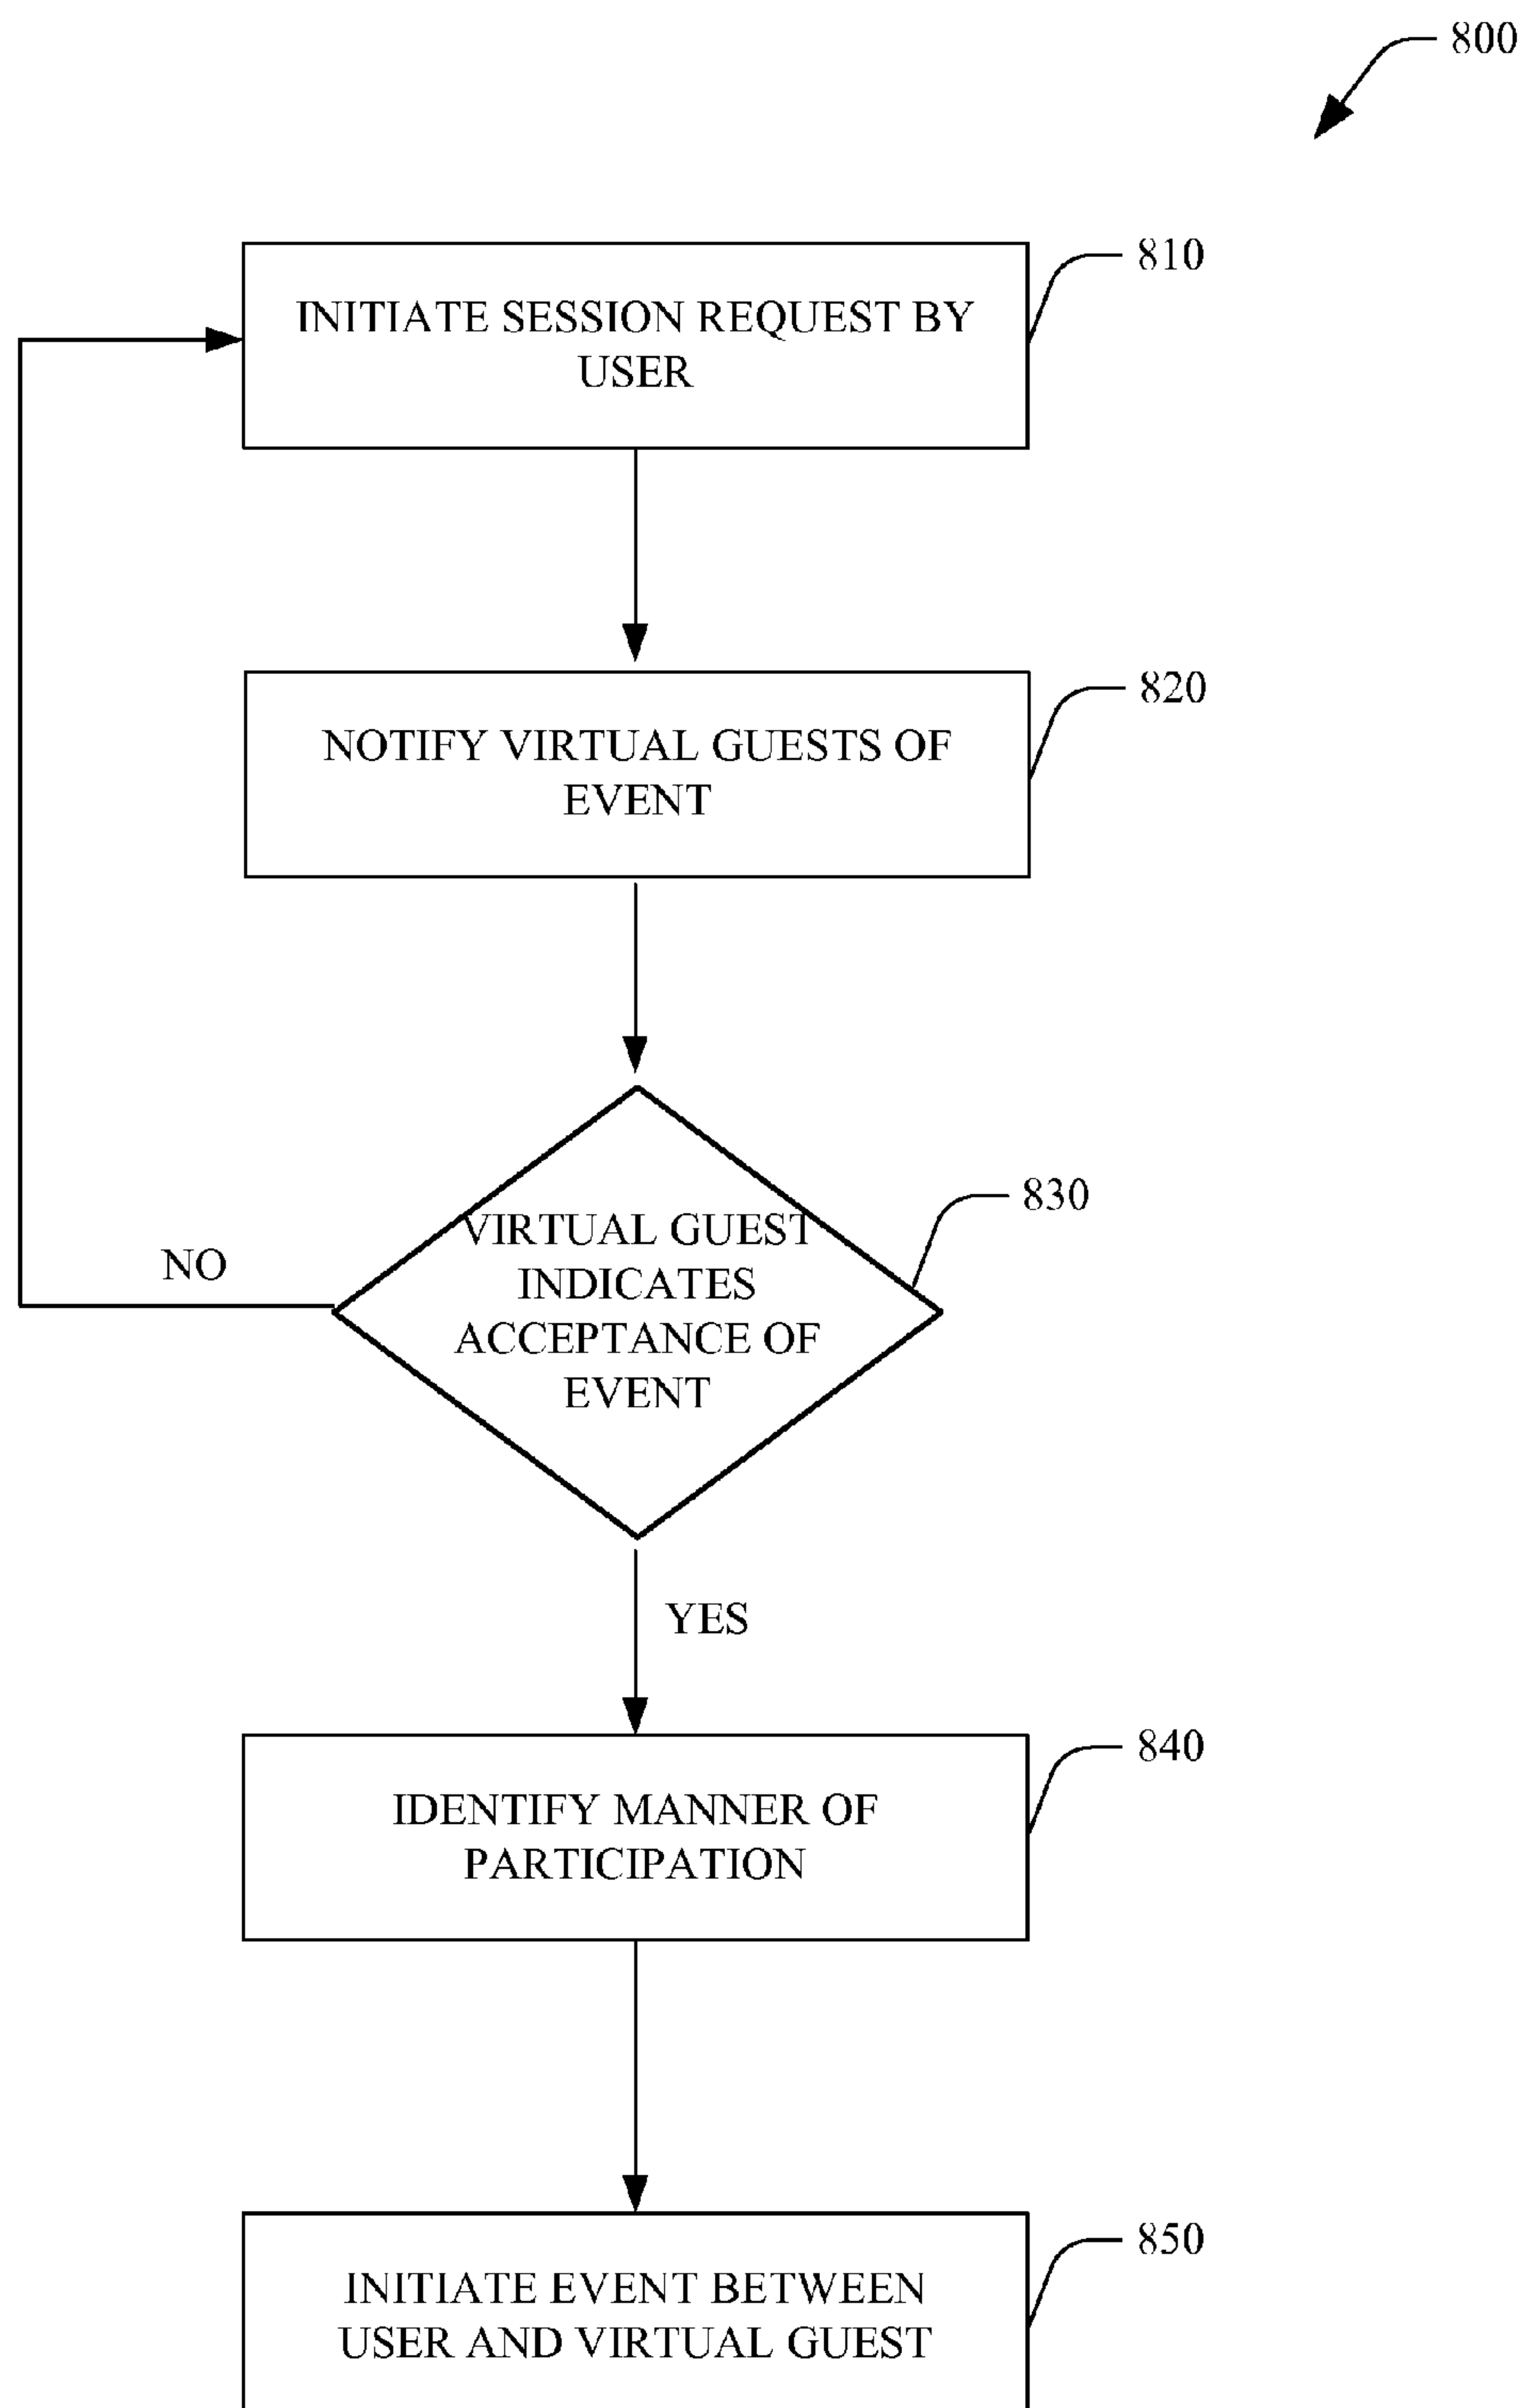 800
810
INITIATE SESSION REQUEST BY
USER
820
NOTIFY VIRTUAL GUESTS OF
EVENT
830
VIRTUAL GUEST
INDICATES
ACCEPTANCE OF
EVENT
NO
YES
840
IDENTIFY MANNER OF
PARTICIPATION
850
INITIATE EVENT BETWEEN
USER AND VIRTUAL GUEST